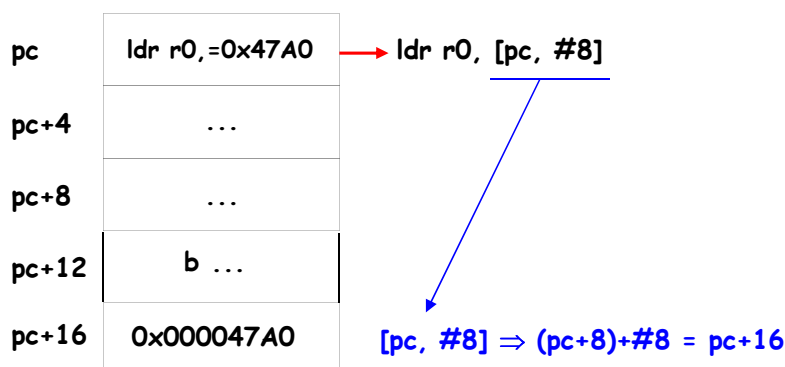 pc ldr r0,=0x47A0 ldr r0, [pc, #8]
pc+4 ...
pc+8 ...
pc+12 b ...
pc+16 0x000047A0 [pc, #8] ⇒ (pc+8)+#8 = pc+16